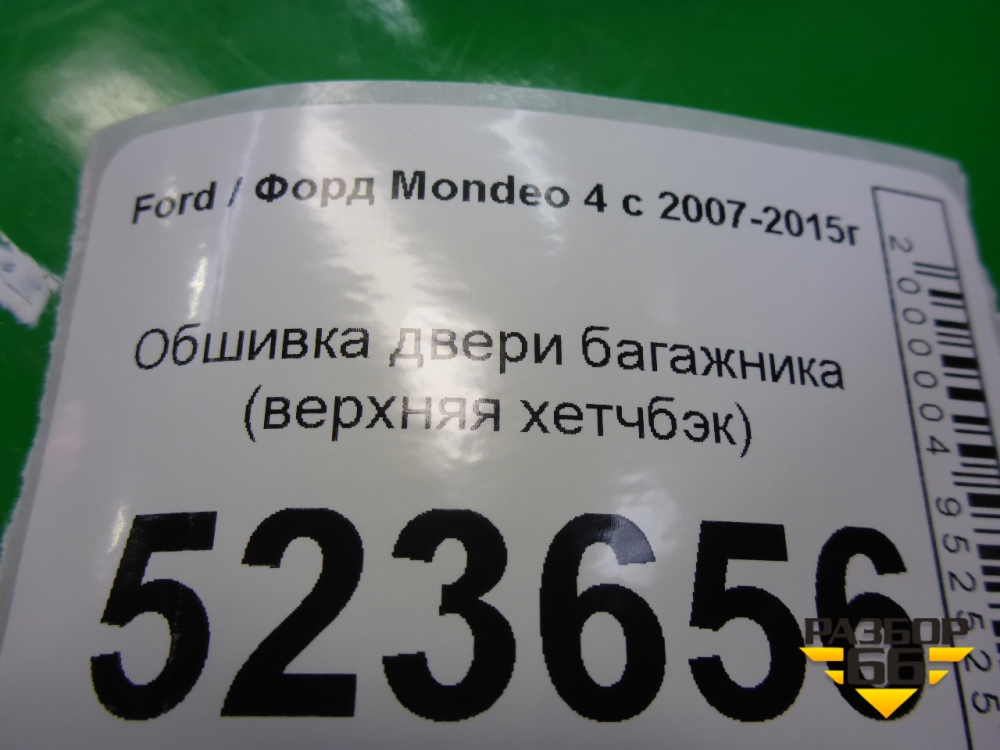 Ford / Форд Mondeo 4 с 2007-2015г
Обшивка двери багажника
(верхняя хетчбэк)
523656
2000004952525
РАЗБОР
66